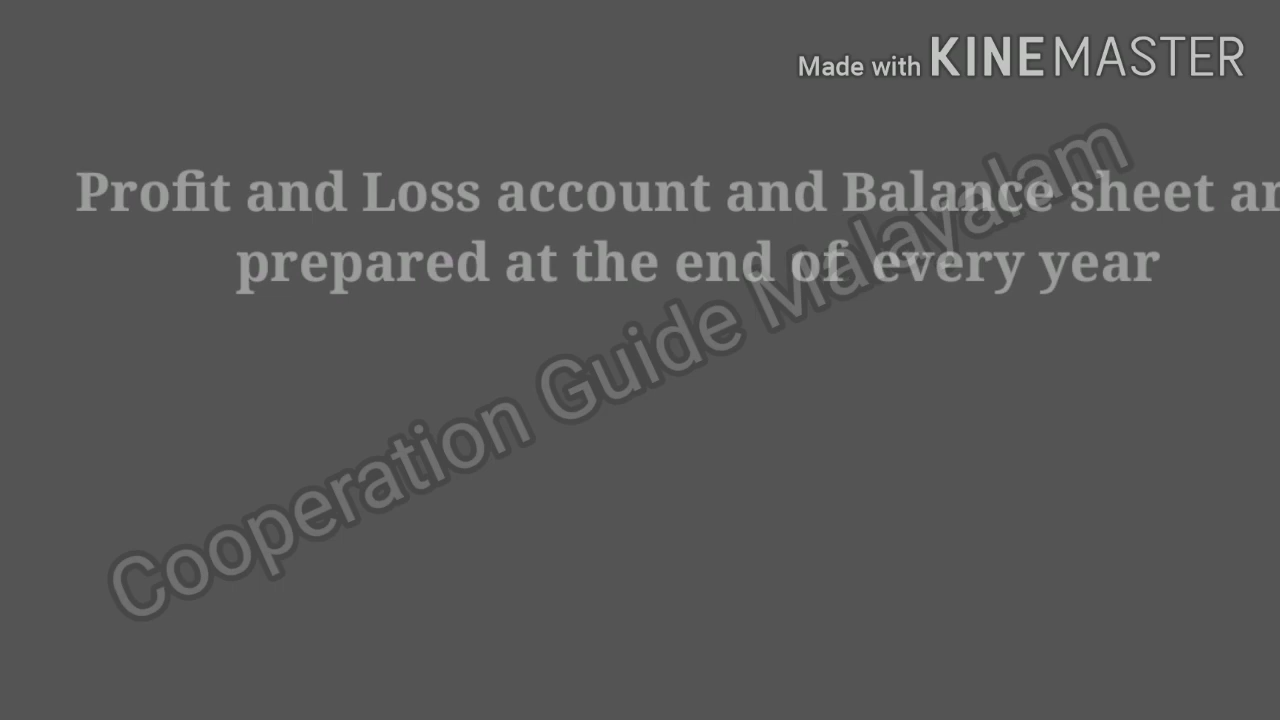 Made with KINEMASTER
Profit and Loss account and Balance sheet ar
prepared at the end of every year
Cooperation Guide Malayalam